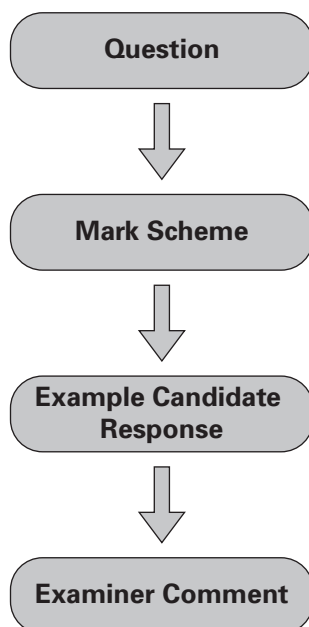 Question
Mark Scheme
Example Candidate
Response
Examiner Comment